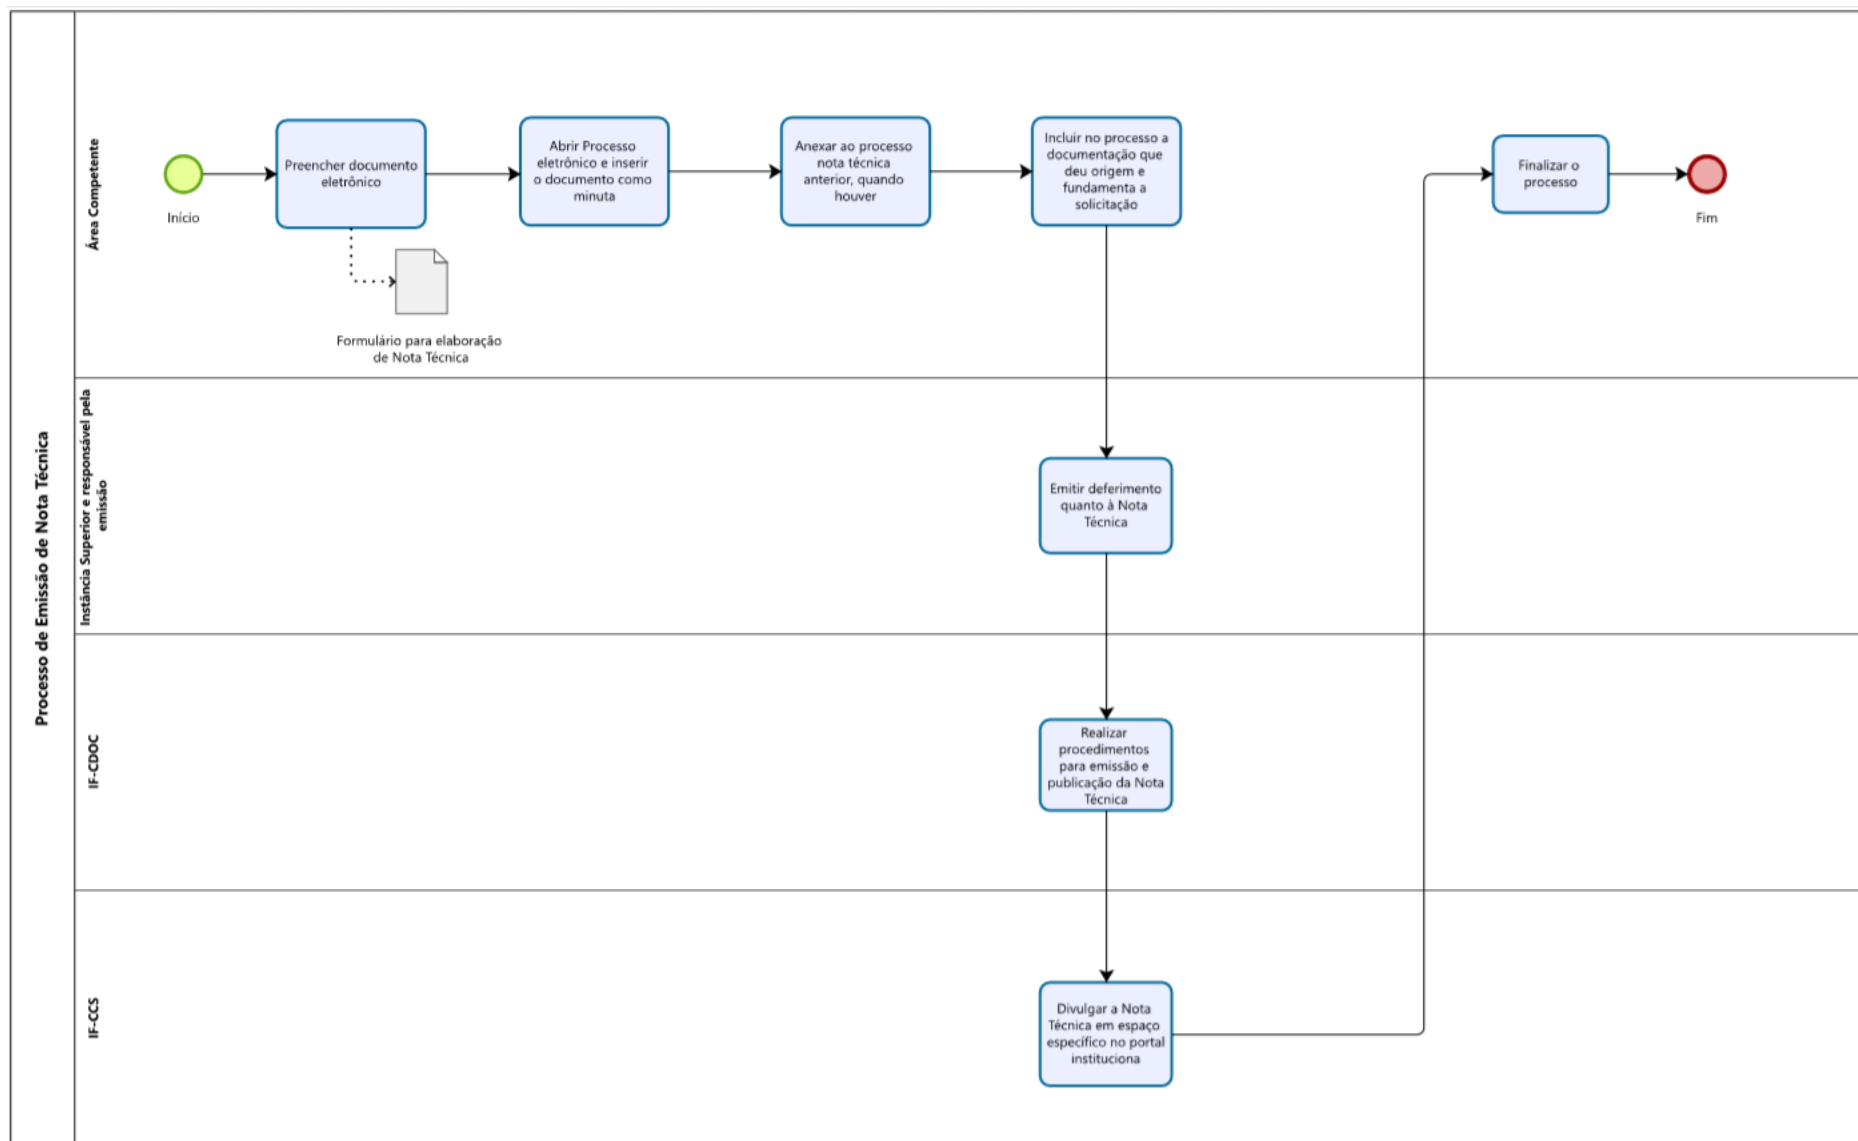 Processo de Emissão de Nota Técnica
Área Competente
Início
Preencher documento
eletrônico
Formulário para elaboração
de Nota Técnica
Abrir Processo
eletrônico e inserir
o documento como
minuta
Anexar ao processo
nota técnica
anterior, quando
houver
Incluir no processo a
documentação que
deu origem e
fundamenta a
solicitação
Finalizar o
processo
Fim
Instância Superior e responsável pela
emissão
Emitir deferimento
quanto à Nota
Técnica
IF-CDOC
Realizar
procedimentos
para emissão e
publicação da Nota
Técnica
IF-CCS
Divulgar a Nota
Técnica em espaço
específico no portal
instituciona